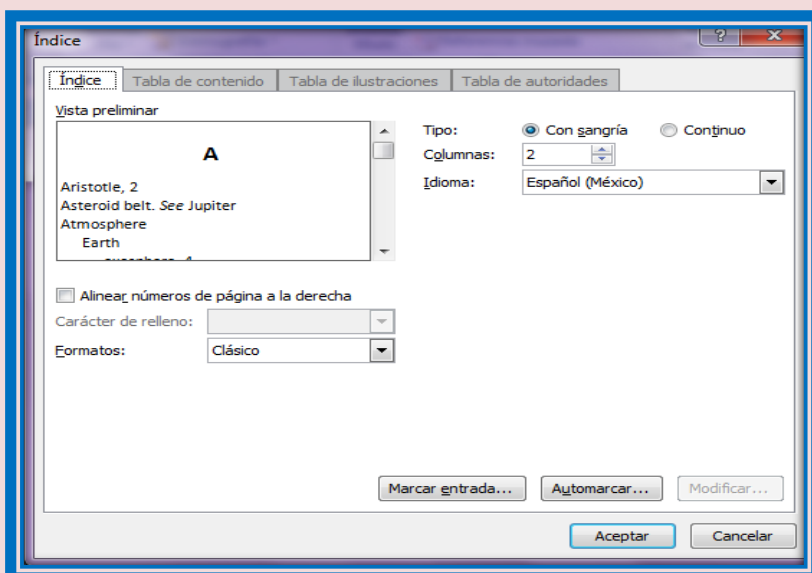 Índice
?
Índice
Tabla de contenido
Tabla de ilustraciones
Tabla de autoridades
Vista preliminar
A
Aristotle, 2
Asteroid belt. See Jupiter
Atmosphere
Earth
Tipo:
Con sangría
Continuo
Columnas:
2
Idioma:
Español (México)
Alinear números de página a la derecha
Carácter de relleno:
Formatos:
Clásico
Marcar entrada...
Automarcar...
Modificar...
Aceptar
Cancelar